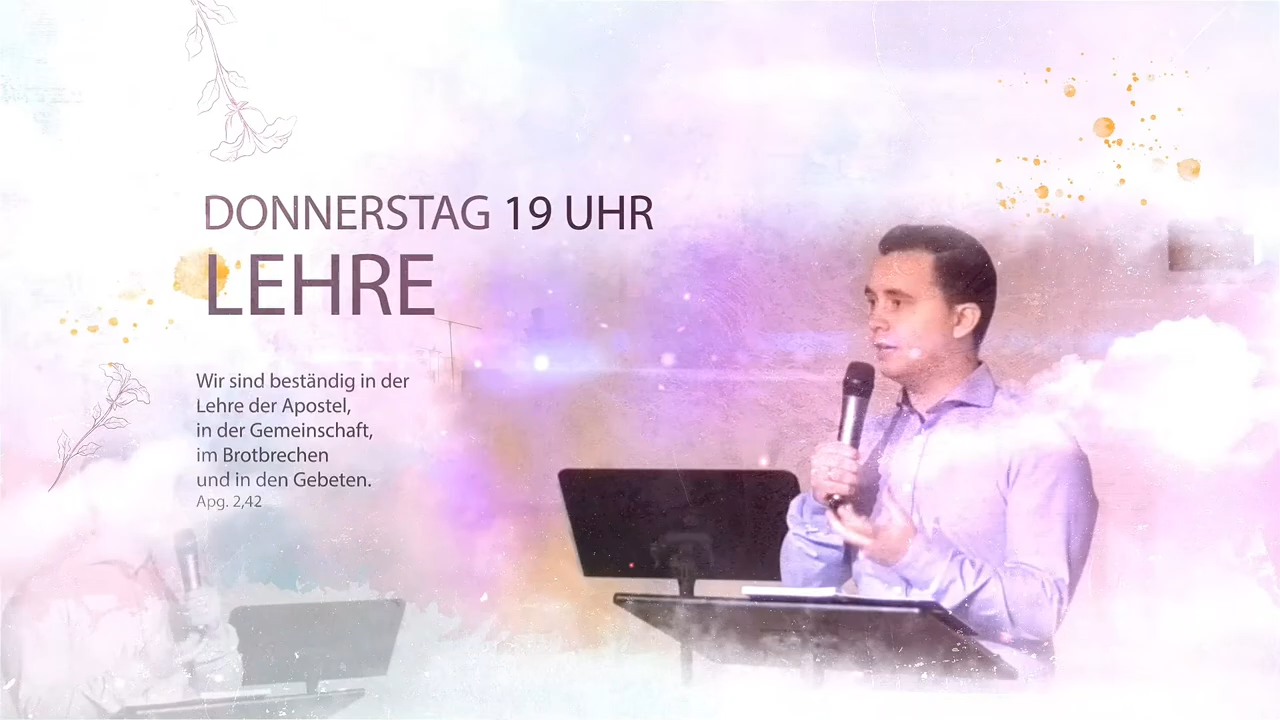 DONNERSTAG 19 UHR
LEHRE
Wir sind beständig in der
Lehre der Apostel,
in der Gemeinschaft,
im Brotbrechen
und in den Gebeten.
Apg. 2,42